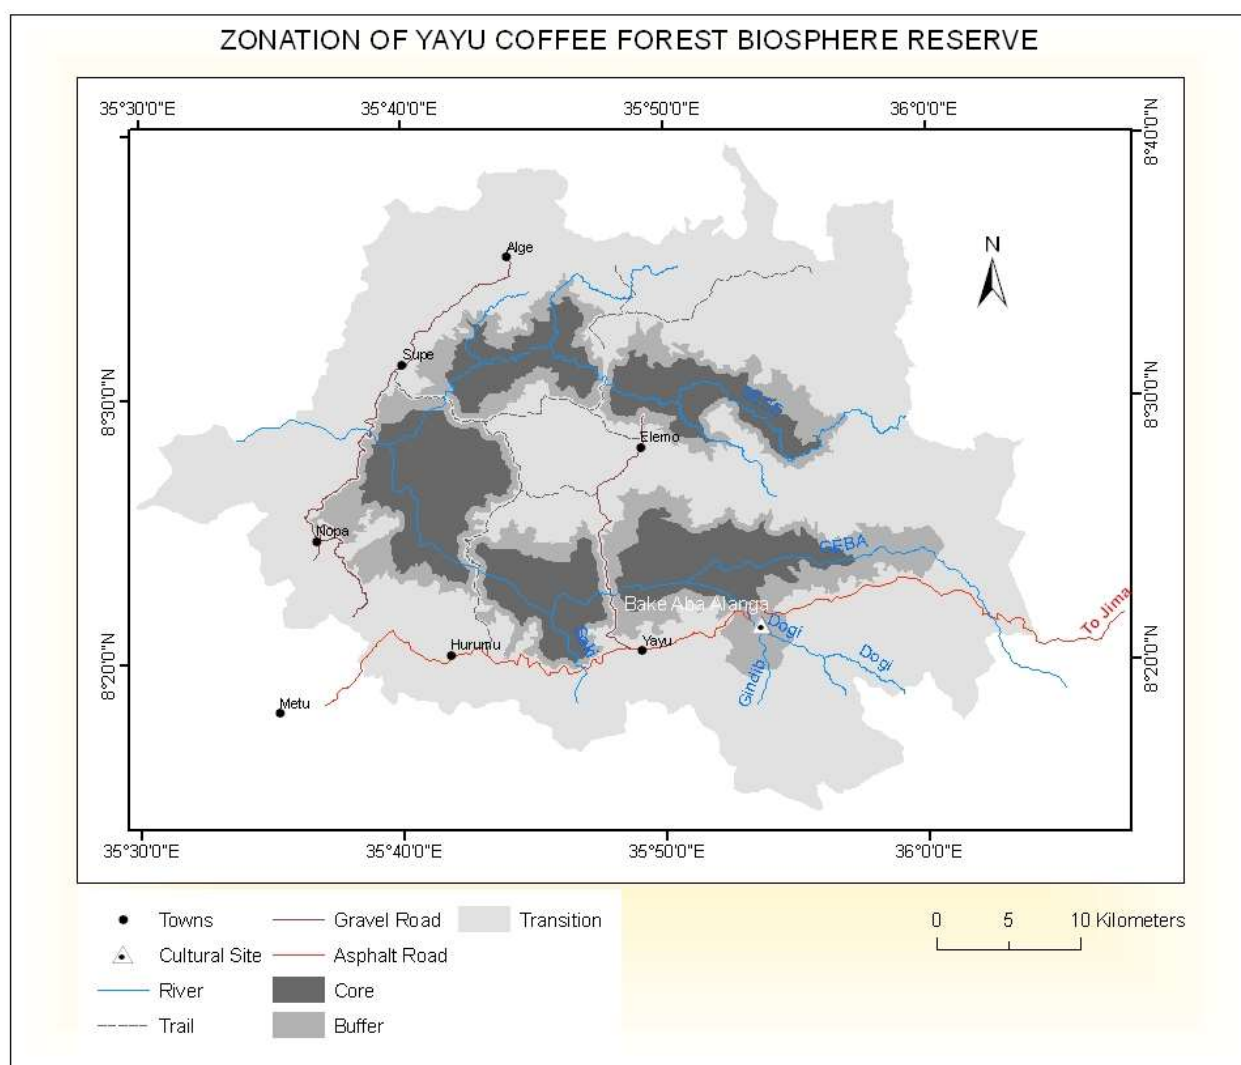 ZONATION OF YAYU COFFEE FOREST BIOSPHERE RESERVE
35°30'0"E 35°40'0"E 35°50'0"E 36°0'0"E
8°40'0"N
N
Alge
Supe
8°30'0"N
8°30'0"N
Elemo
Nopa
GEBA
Bake Aba Alanga
To Jima
Dogi
Hurumu
Yayu
Dogi
Gindib
8°20'0"N
8°20'0"N
Metu
35°30'0"E 35°40'0"E 35°50'0"E 36°0'0"E
Towns Gravel Road Transition
0 5 10 Kilometers
Cultural Site Asphalt Road
River Core
Trail Buffer